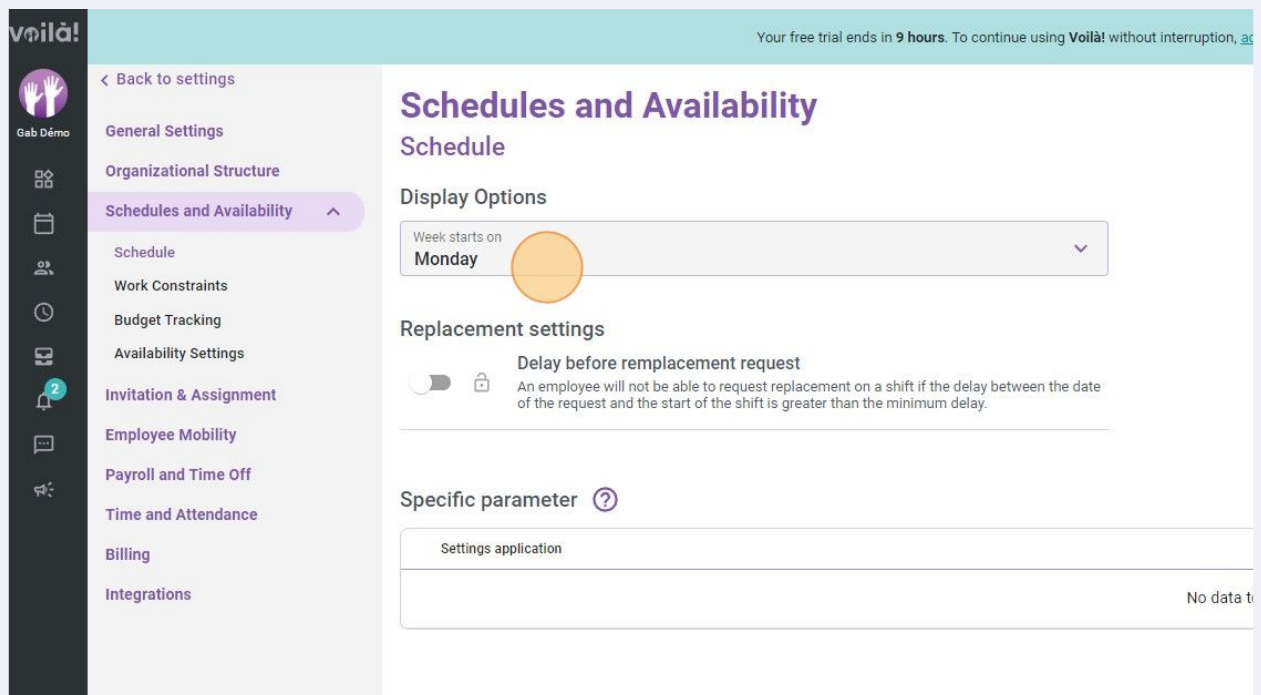 voilà!
Your free trial ends in 9 hours. To continue using Voilà! without interruption,
Gab Démo
Back to settings
General Settings
Organizational Structure
Schedules and Availability
Schedule
Work Constraints
Budget Tracking
Availability Settings
2
Invitation & Assignment
Employee Mobility
Payroll and Time Off
Time and Attendance
Billing
Integrations
Schedules and Availability
Schedule
Display Options
Week starts on
Monday
Replacement settings
Delay before remplacement request
An employee will not be able to request replacement on a shift if the delay between the date
of the request and the start of the shift is greater than the minimum delay.
Specific parameter ?
Settings application
No data